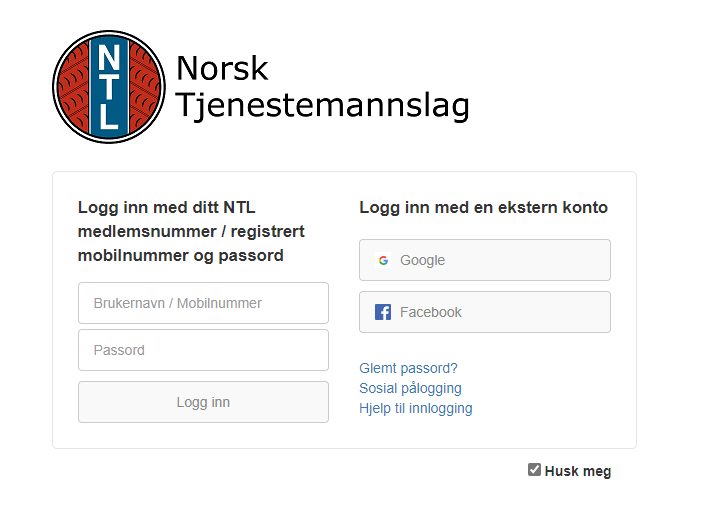 NTL
Norsk
Tjenestemannslag
Logg inn med ditt NTL
medlemsnummer / registrert
mobilnummer og passord
Brukernavn / Mobilnummer
Passord
Logg inn
Logg inn med en ekstern konto
Google
Facebook
Glemt passord?
Sosial pålogging
Hjelp til innlogging
Husk meg